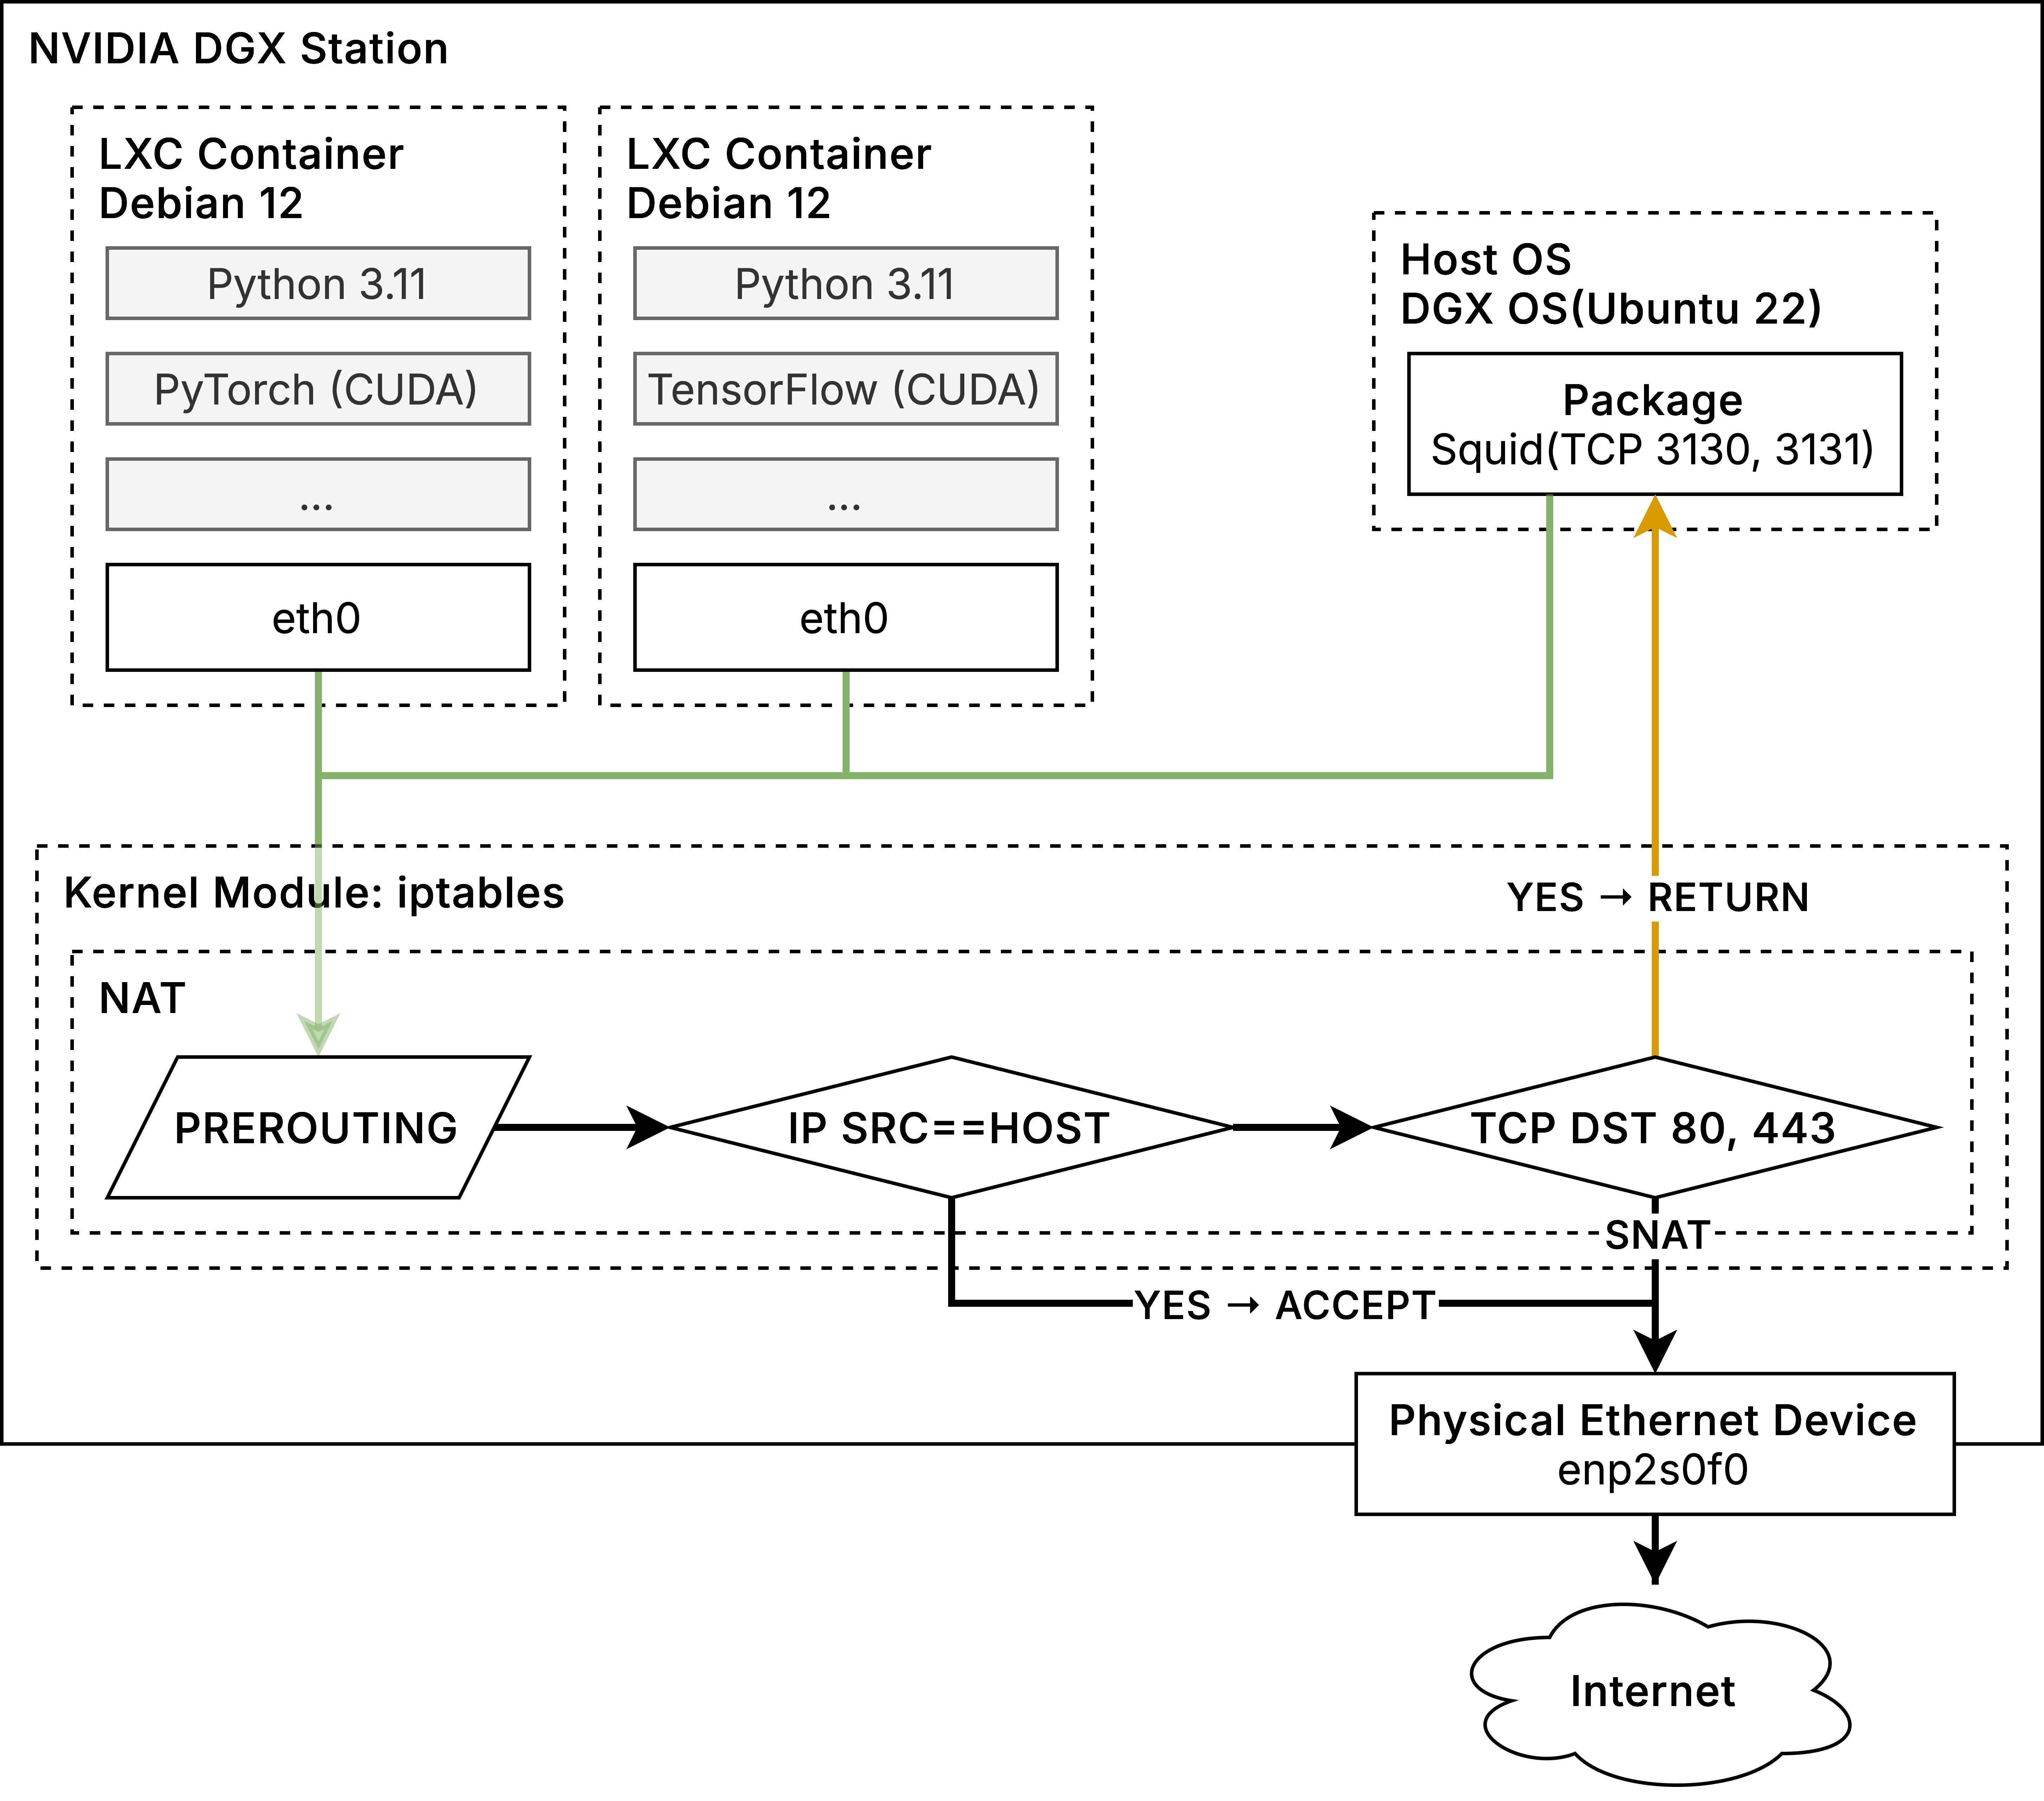 NVIDIA DGX Station
LXC Container
Debian 12
Python 3.11
PyTorch (CUDA)
...
eth0
LXC Container
Debian 12
Python 3.11
TensorFlow (CUDA)
...
eth0
Host OS
DGX OS(Ubuntu 22)
Package
Squid(TCP 3130, 3131)
Kernel Module: iptables
YES → RETURN
NAT
PREROUTING
IP SRC==HOST
TCP DST 80, 443
SNAT
YES → ACCEPT
Physical Ethernet Device
enp2s0f0
Internet